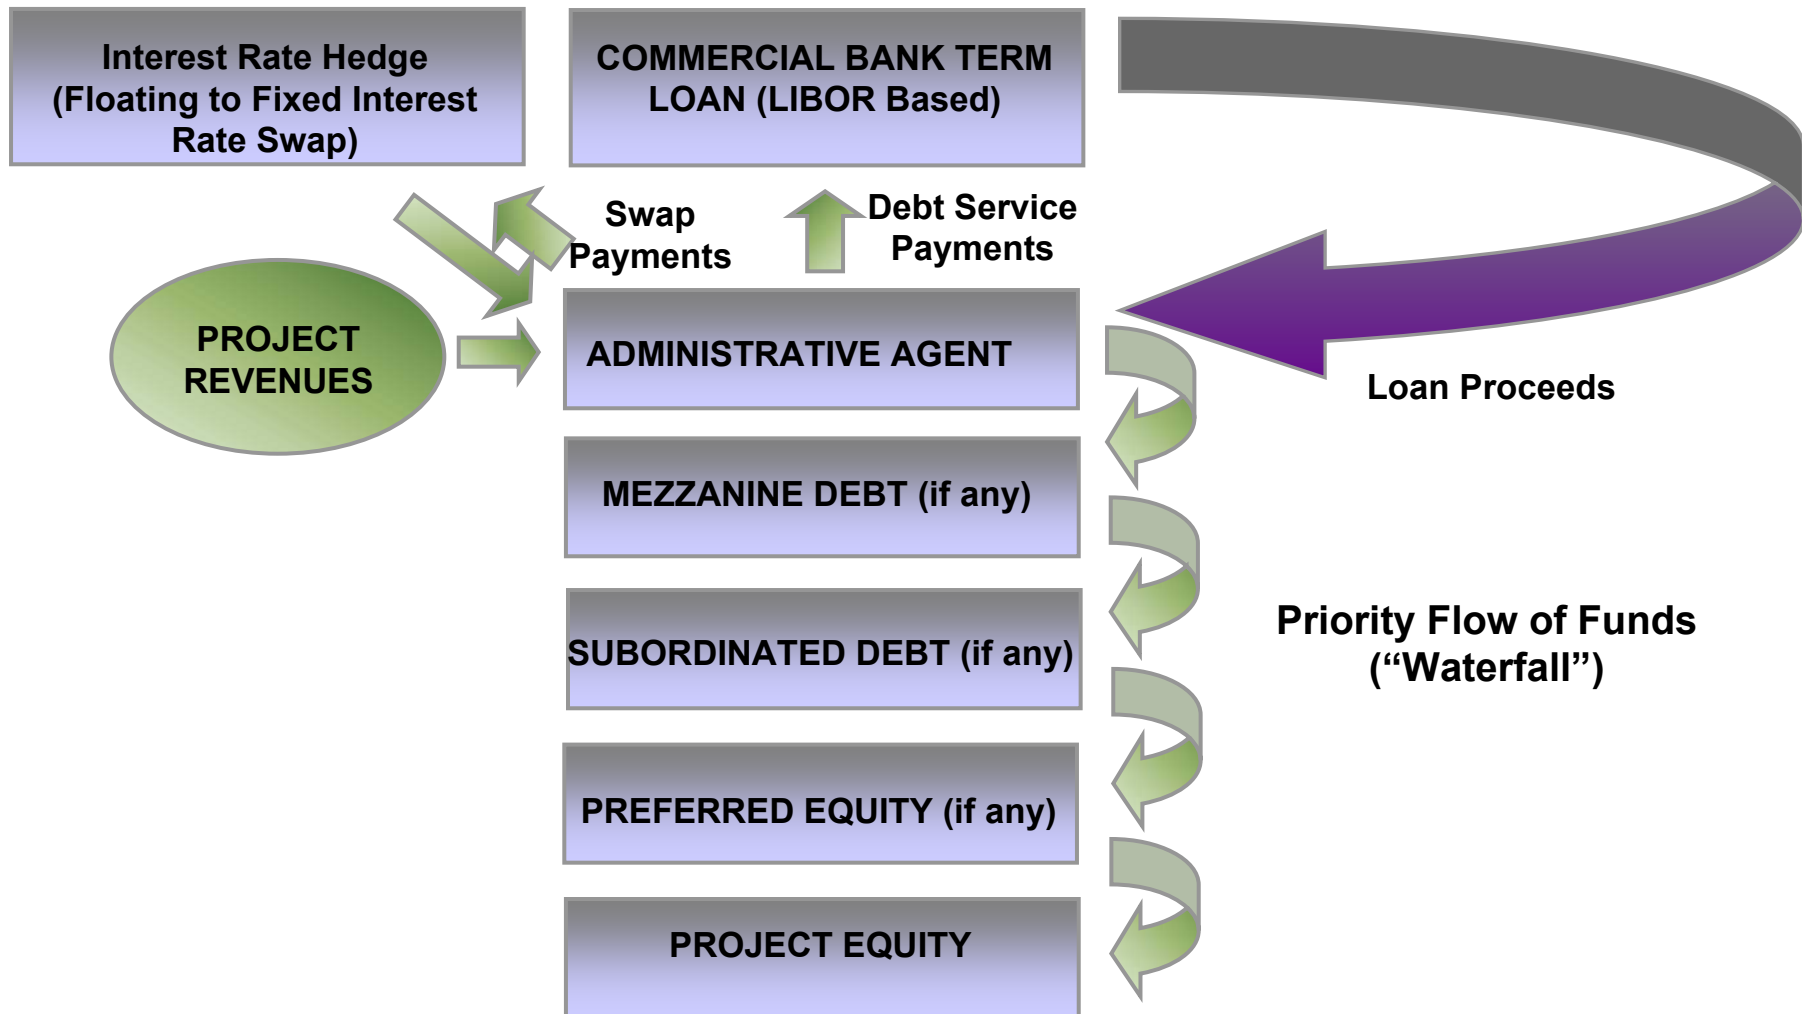 Interest Rate Hedge
(Floating to Fixed Interest
Rate Swap)
COMMERCIAL BANK TERM
LOAN (LIBOR Based)
Swap
Payments
Debt Service
Payments
PROJECT
REVENUES
ADMINISTRATIVE AGENT
Loan Proceeds
MEZZANINE DEBT (if any)
SUBORDINATED DEBT (if any)
Priority Flow of Funds
(“Waterfall”)
PREFERRED EQUITY (if any)
PROJECT EQUITY